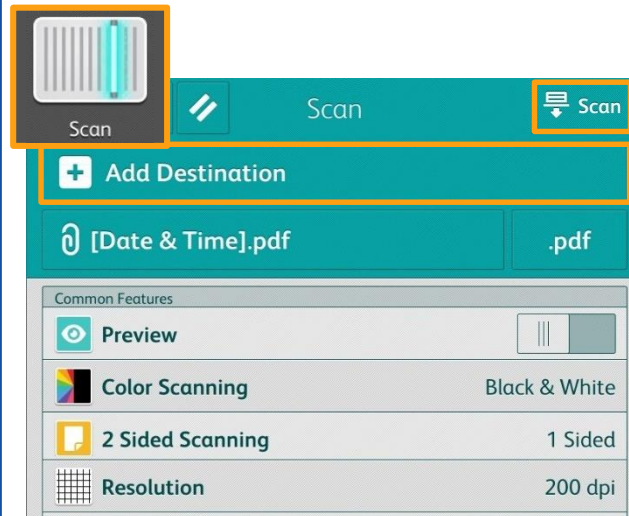 Scan
Scan
Scan
Add Destination
[Date & Time].pdf .pdf
Common Features
Preview
Color Scanning Black & White
2 Sided Scanning 1 Sided
Resolution 200 dpi